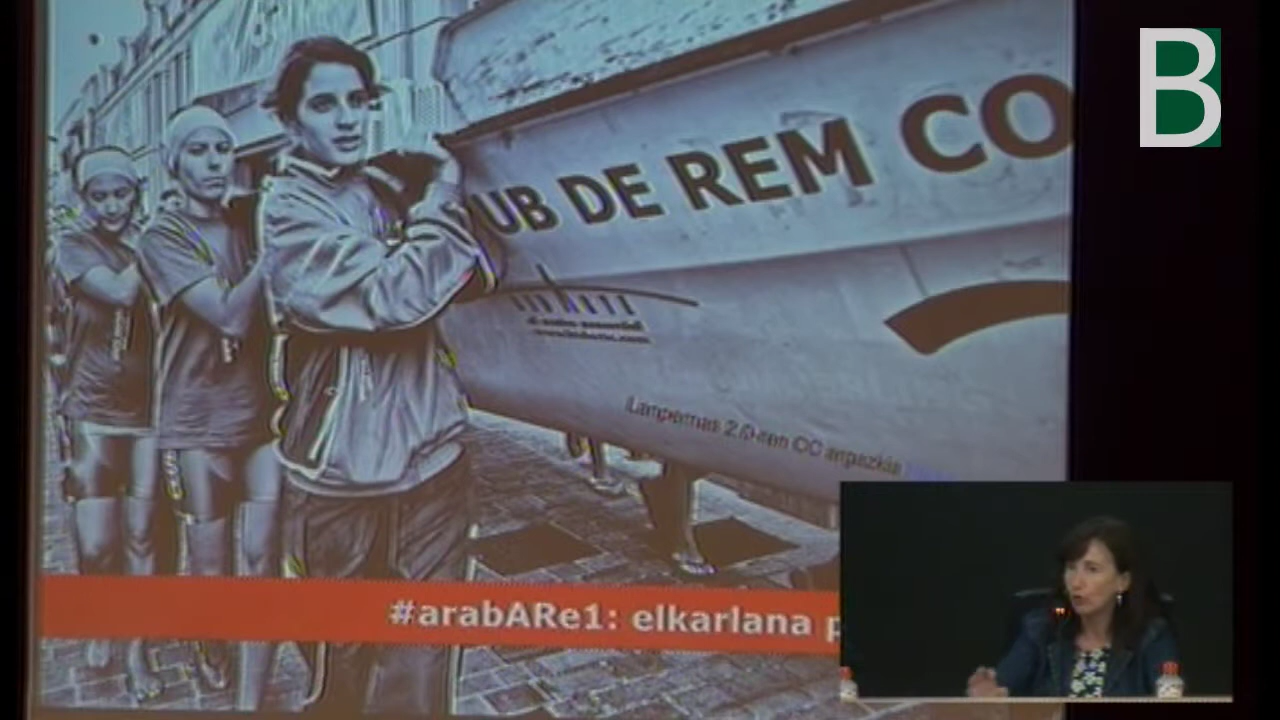 B
UB DE REM CO
Lanpernas 2.0-ren CC argazkia
#arabARe1: elkarlana p